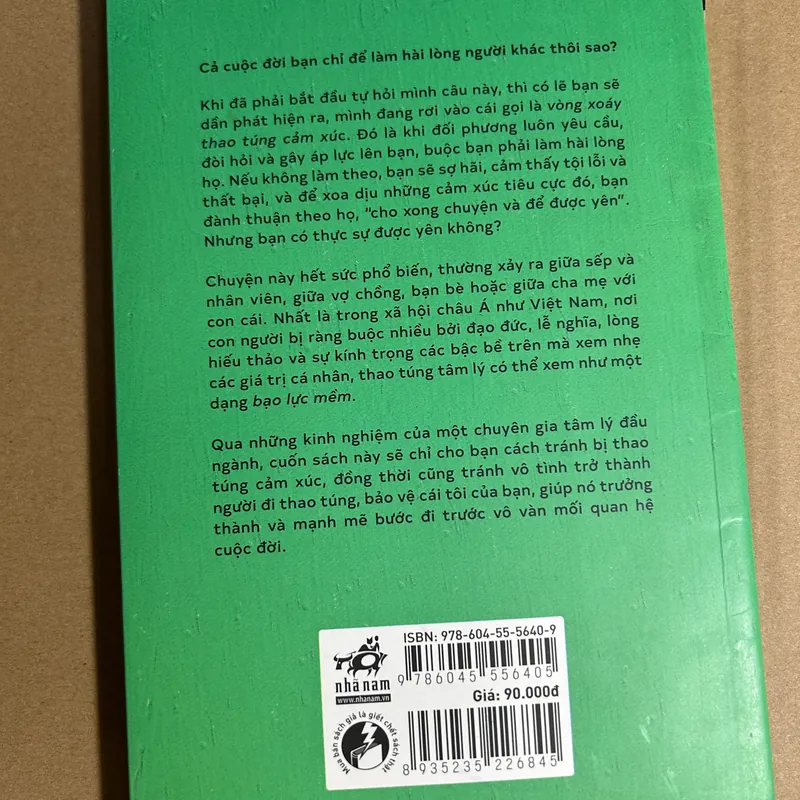 Cả cuộc đời bạn chỉ để làm hài lòng người khác thôi sao?
Khi đã phải bắt đầu tự hỏi mình câu này, thì có lẽ bạn sẽ
dần phát hiện ra, mình đang rơi vào cái gọi là vòng xoáy
thao túng cảm xúc. Đó là khi đối phương luôn yêu cầu,
đòi hỏi và gây áp lực lên bạn, buộc bạn phải làm hài lòng
họ. Nếu không làm theo, bạn sẽ sợ hãi, cảm thấy tội lỗi và
thất bại, và để xoa dịu những cảm xúc tiêu cực đó, bạn
đành thuận theo họ, “cho xong chuyện và để được yên”.
Nhưng bạn có thực sự được yên không?
Chuyện này hết sức phổ biến, thường xảy ra giữa sếp và
nhân viên, giữa vợ chồng, bạn bè hoặc giữa cha mẹ với
con cái. Nhất là trong xã hội châu Á như Việt Nam, nơi
con người bị ràng buộc nhiều bởi đạo đức, lễ nghĩa, lòng
hiếu thảo và sự kính trọng các bậc bề trên mà xem nhẹ
các giá trị cá nhân, thao túng tâm lý có thể xem như một
dạng bạo lực mềm.
Qua những kinh nghiệm của một chuyên gia tâm lý đầu
ngành, cuốn sách này sẽ chỉ cho bạn cách tránh bị thao
túng cảm xúc, đồng thời cũng tránh vô tình trở thành
người đi thao túng, bảo vệ cái tôi của bạn, giúp nó trưởng
thành và mạnh mẽ bước đi trước vô vàn mối quan hệ
cuộc đời.
nhã nam
www.nhanam.vn
Mua bán sách giả là giết chết sách thật
ISBN: 978-604-55-5640-9
9 786045 556405
Giá: 90.000đ
8 935235 226845